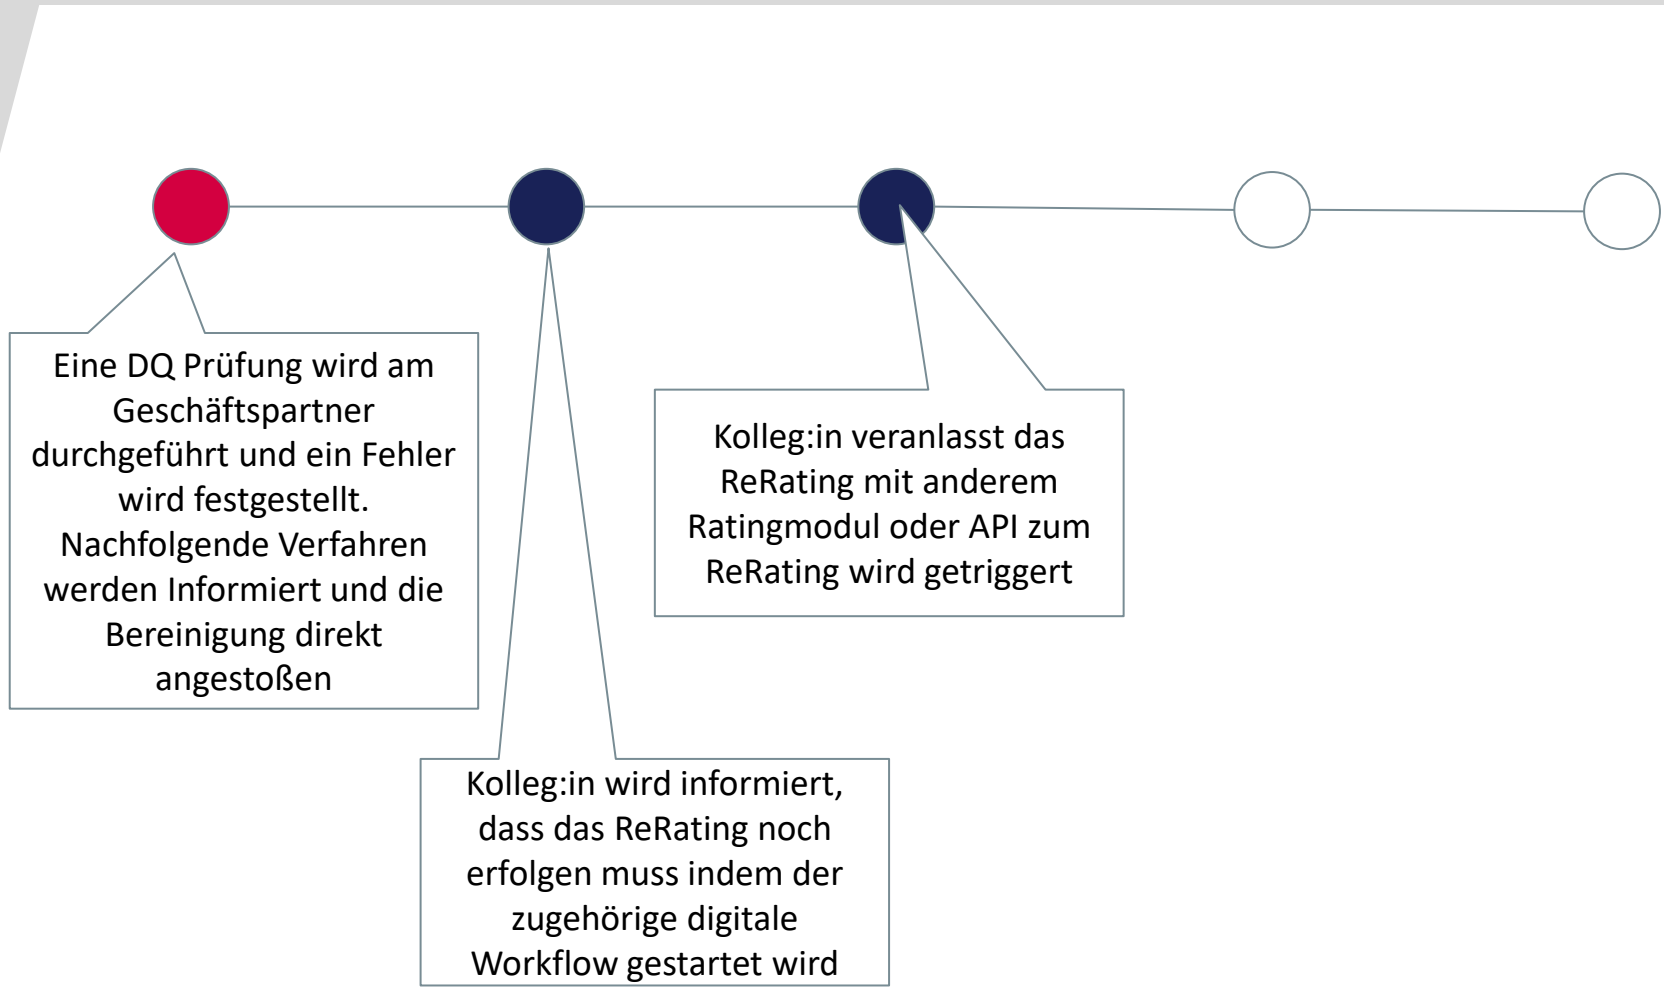 Eine DQ Prüfung wird am
Geschäftspartner
durchgeführt und ein Fehler
wird festgestellt.
Nachfolgende Verfahren
werden Informiert und die
Bereinigung direkt
angestoßen
Kolleg:in wird informiert,
dass das ReRating noch
erfolgen muss indem der
zugehörige digitale
Workflow gestartet wird
Kolleg:in veranlasst das
ReRating mit anderem
Ratingmodul oder API zum
ReRating wird getriggert